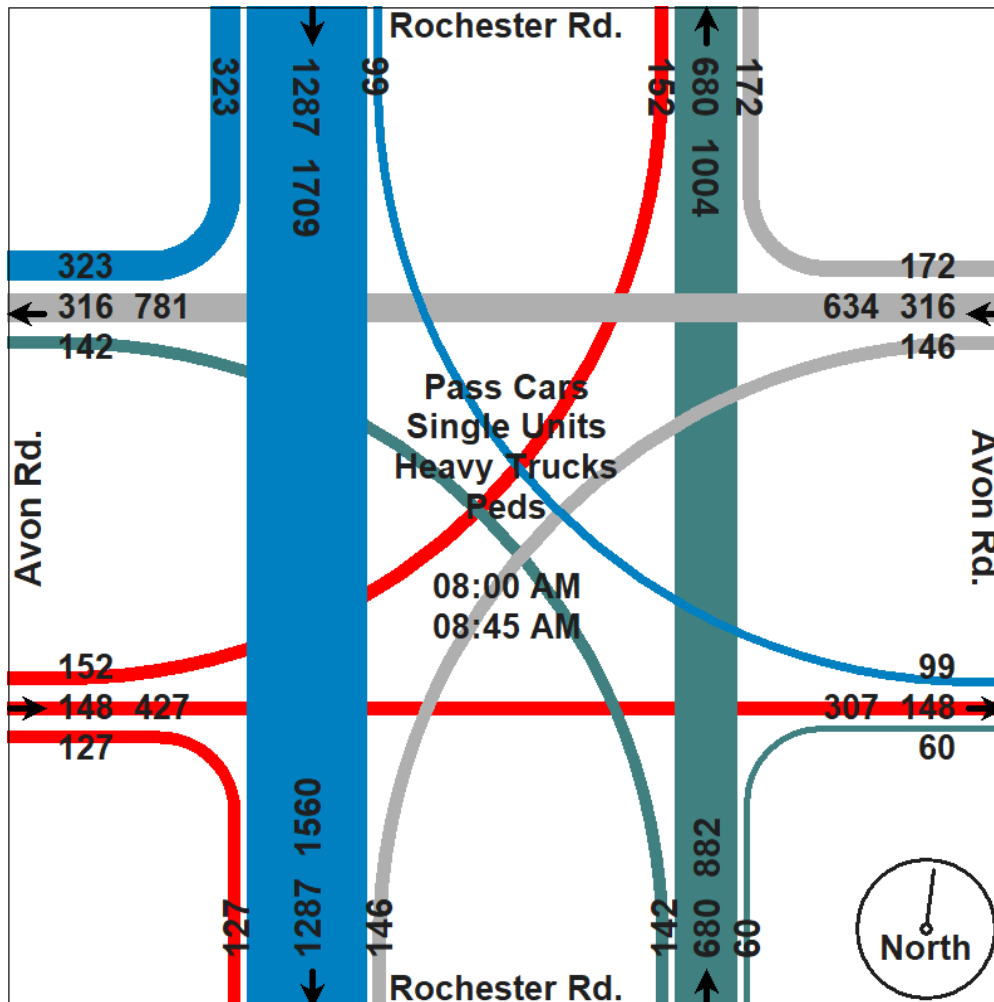 Rochester Rd.
323
1287 1709
99
152
680 1004
172
323
316 781
142
172
634 316
146
Pass Cars
Single Units
Heavy Trucks
Peds
Avon Rd.
Avon Rd.
08:00 AM
08:45 AM
152
148 427
127
99
307 148
60
127
1287 1560
146
142
680 882
60
North
Rochester Rd.